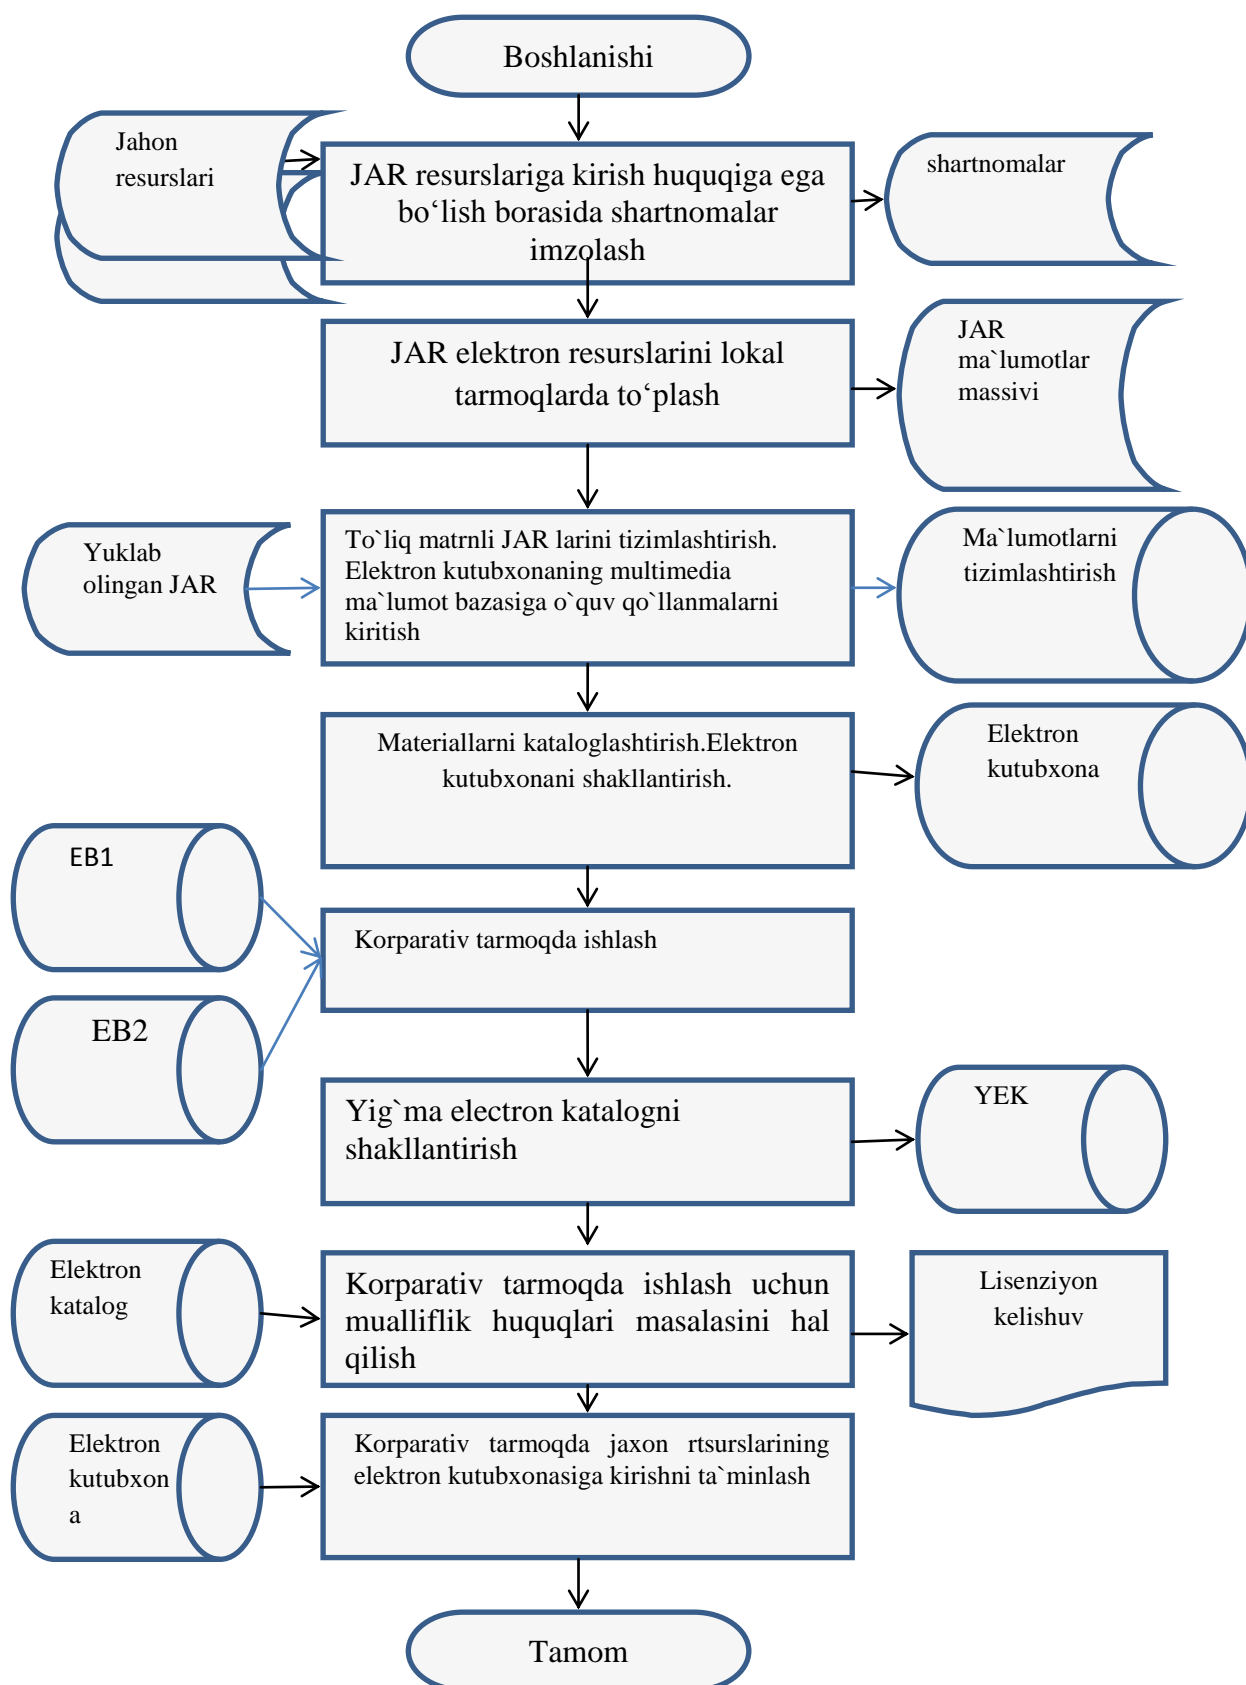 Boshlanishi
Jahon
resurslari
JAR resurslariga kirish huquqiga ega
bo‘lish borasida shartnomalar
imzolash
shartnomalar
JAR elektron resurslarini lokal
tarmoqlarda to‘plash
JAR
ma`lumotlar
massivi
Yuklab
olingan JAR
To`liq matrnli JAR larini tizimlashtirish.
Elektron kutubxonaning multimedia
ma`lumot bazasiga o`quv qo`llanmalarni
kiritish
Ma`lumotlarni
tizimlashtirish
Materiallarni kataloglashtirish.Elektron
kutubxonani shakllantirish.
Elektron
kutubxona
EB1
Korparativ tarmoqda ishlash
EB2
Yig`ma electron katalogni
shakllantirish
YEK
Elektron
katalog
Korparativ tarmoqda ishlash uchun
mualliflik huquqlari masalasini hal
qilish
Lisenziyon
kelishuv
Elektron
kutubxon
a
Korparativ tarmoqda jaxon rtsurslarining
elektron kutubxonasiga kirishni ta`minlash
Tamom